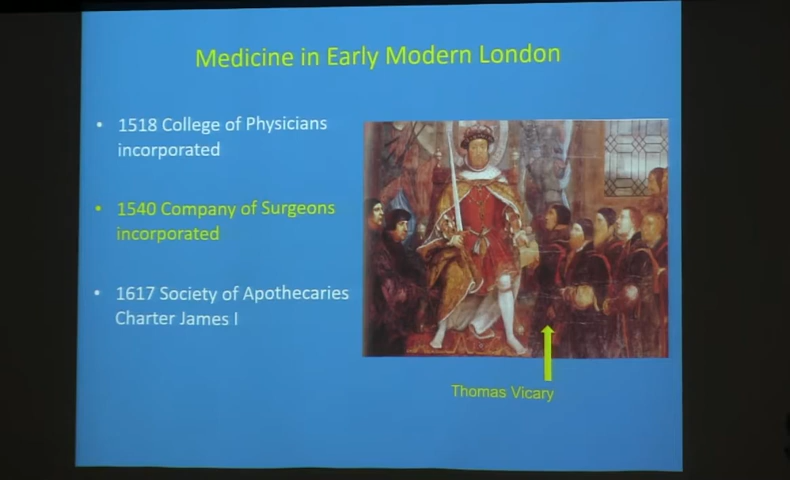 Medicine in Early Modern London
• 1518 College of Physicians
incorporated
• 1540 Company of Surgeons
incorporated
• 1617 Society of Apothecaries
Charter James I
Thomas Vicary